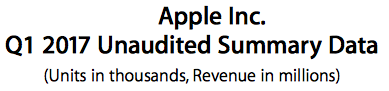 Apple Inc.
Q1 2017 Unaudited Summary Data
(Units in thousands, Revenue in millions)